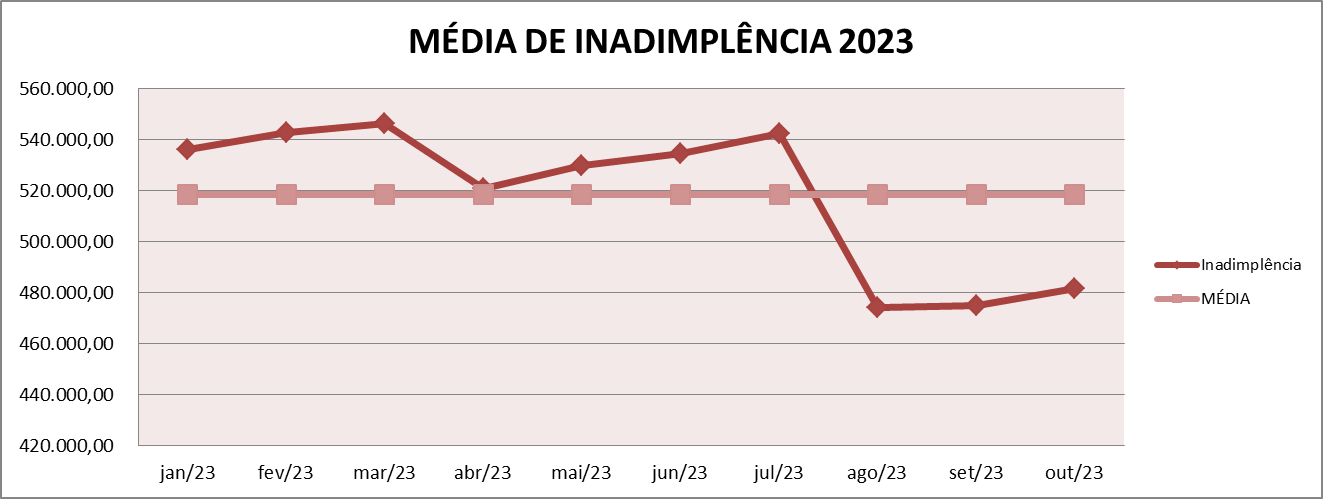 MÉDIA DE INADIMPLÊNCIA 2023
560.000,00
540.000,00
520.000,00
500.000,00
480.000,00
460.000,00
440.000,00
420.000,00
jan/23 fev/23 mar/23 abr/23 mai/23 jun/23 jul/23 ago/23 set/23 out/23
Inadimplência
MÉDIA